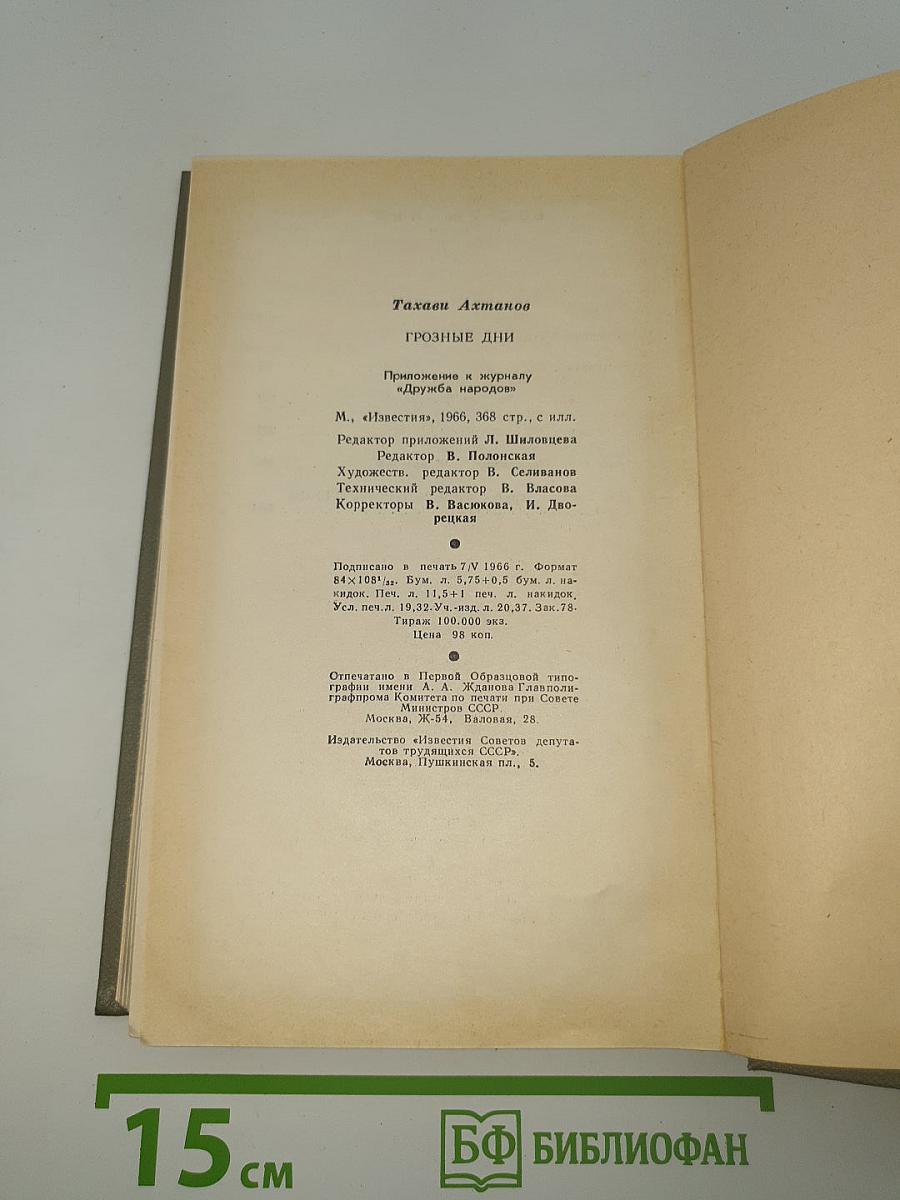 Тахави Ахтанов
ГРОЗНЫЕ ДНИ
Приложение к журналу
«Дружба народов»
М., «Известия», 1966, 368 стр., с илл.
Редактор приложений Л. Шиловцева
Редактор В. Полонская
Художеств. редактор В. Селиванов
Технический редактор В. Власова
Корректоры В. Васюкова, И. Дво-
рецкая
Подписано в печать 7/V 1966 г. Формат
84×108¹/₃₂. Бум. л. 5,75+0,5 бум. л. на-
кидок. Печ. л. 11,5+1 печ. л. накидок.
Усл. печ.л. 19,32. Уч.-изд. л. 20,37. Зак.78.
Тираж 100.000 экз.
Цена 98 коп.
Отпечатано в Первой Образцовой типо-
графии имени А. А. Жданова Главполи-
графпрома Комитета по печати при Совете
Министров СССР.
Москва, Ж-54, Валовая, 28.
Издательство «Известия Советов депута-
тов трудящихся СССР».
Москва, Пушкинская пл., 5.
15 см
БФ БИБЛИОФАН